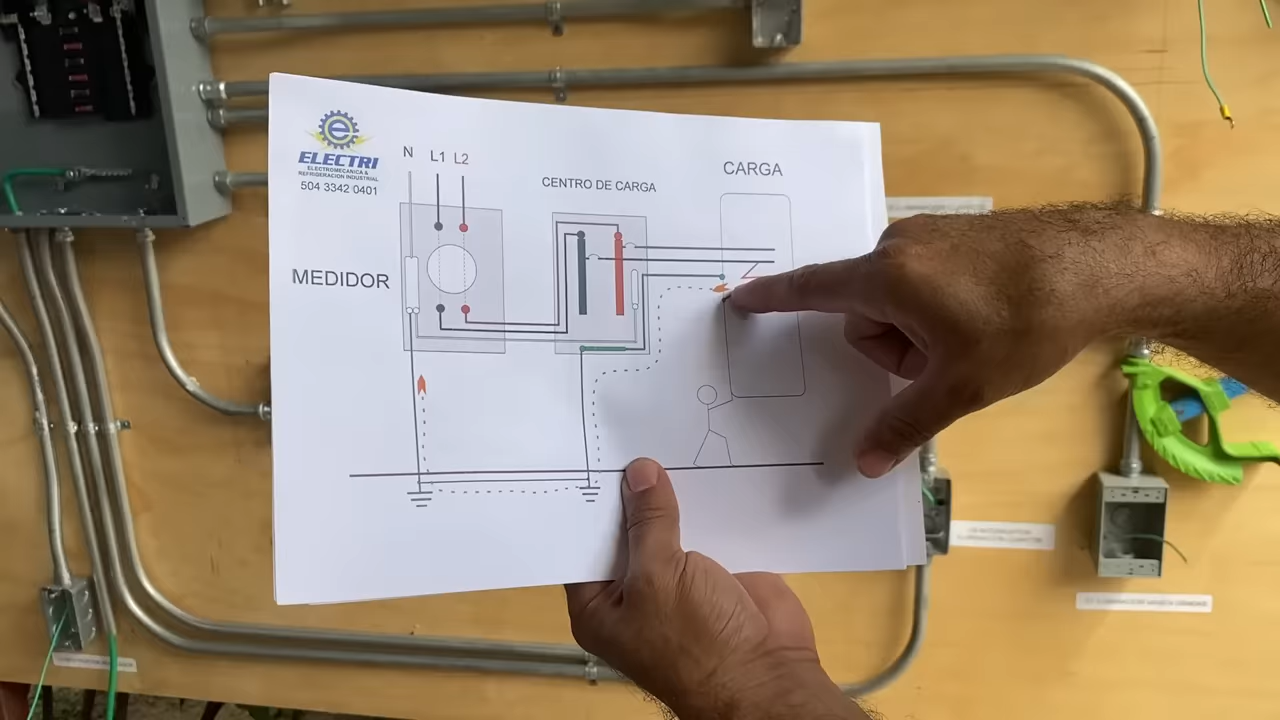 e
ELECTRI
ELECTROMECANICA &
REFRIGERACION INDUSTRIAL
504 3342 0401
N L1 L2
MEDIDOR
CENTRO DE CARGA
CARGA